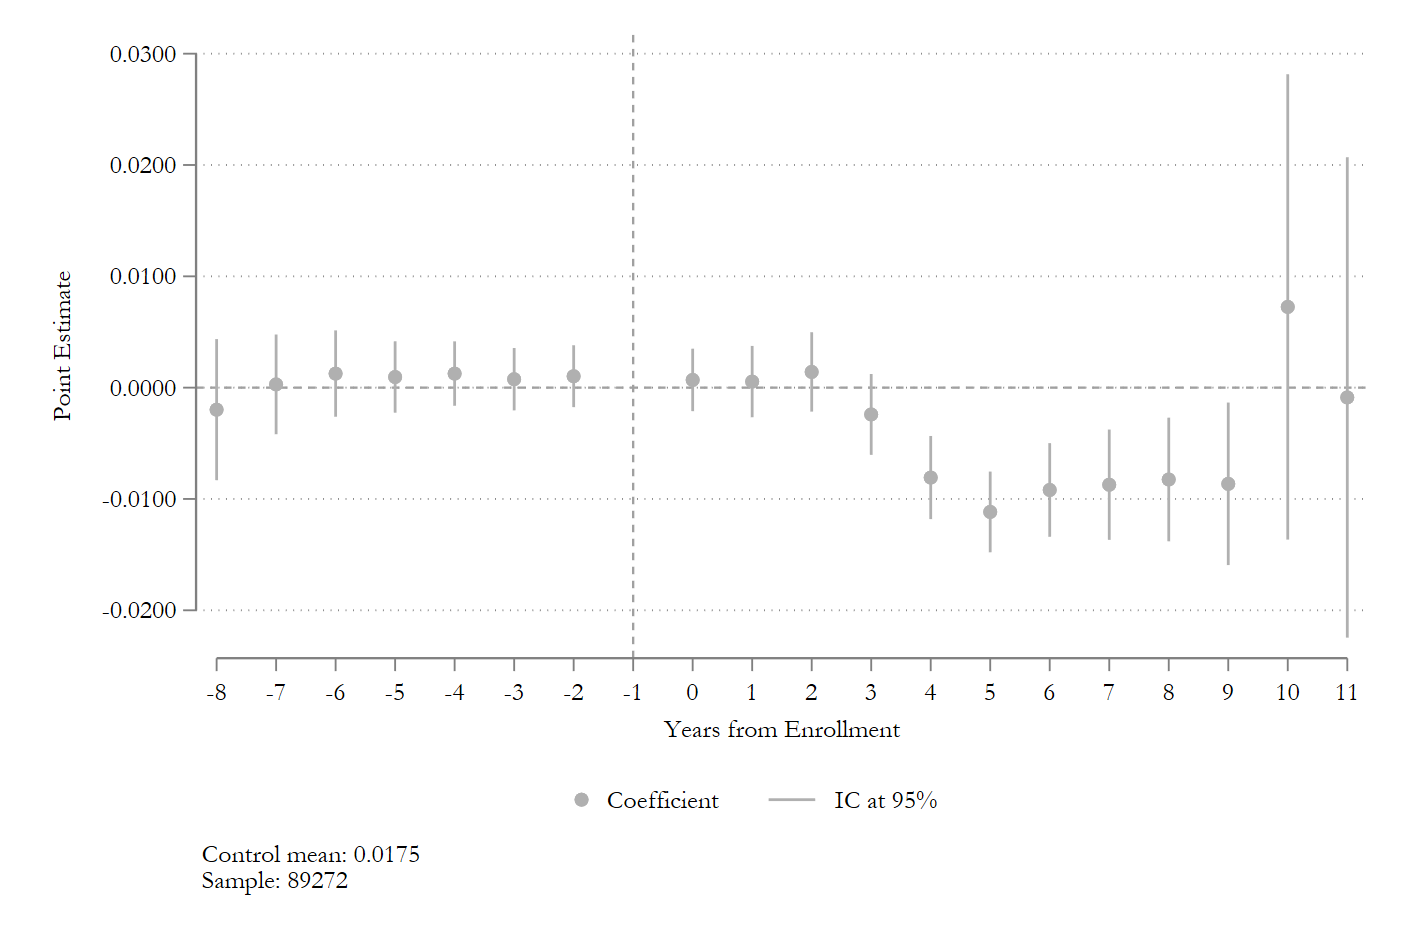 0.0300
0.0200
0.0100
0.0000
-0.0100
-0.0200
Point Estimate
-8 -7 -6 -5 -4 -3 -2 -1 0 1 2 3 4 5 6 7 8 9 10 11
Years from Enrollment
Coefficient IC at 95%
Control mean: 0.0175
Sample: 89272